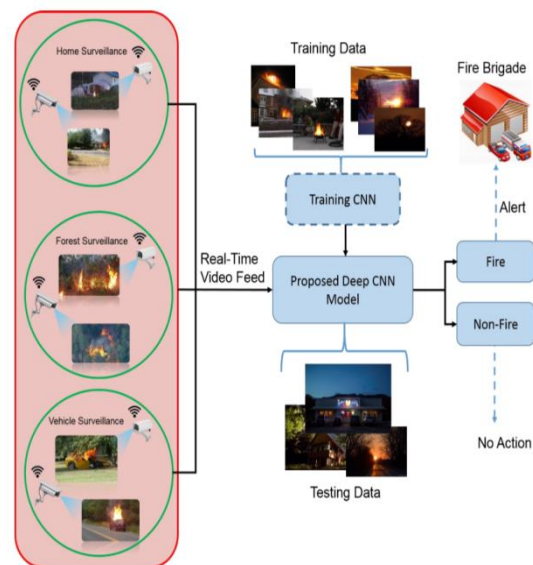 Home Surveillance
Forest Surveillance
Vehicle Surveillance
Real-Time
Video Feed
Training Data
Training CNN
Proposed Deep CNN
Model
Testing Data
Fire Brigade
Alert
Fire
Non-Fire
No Action